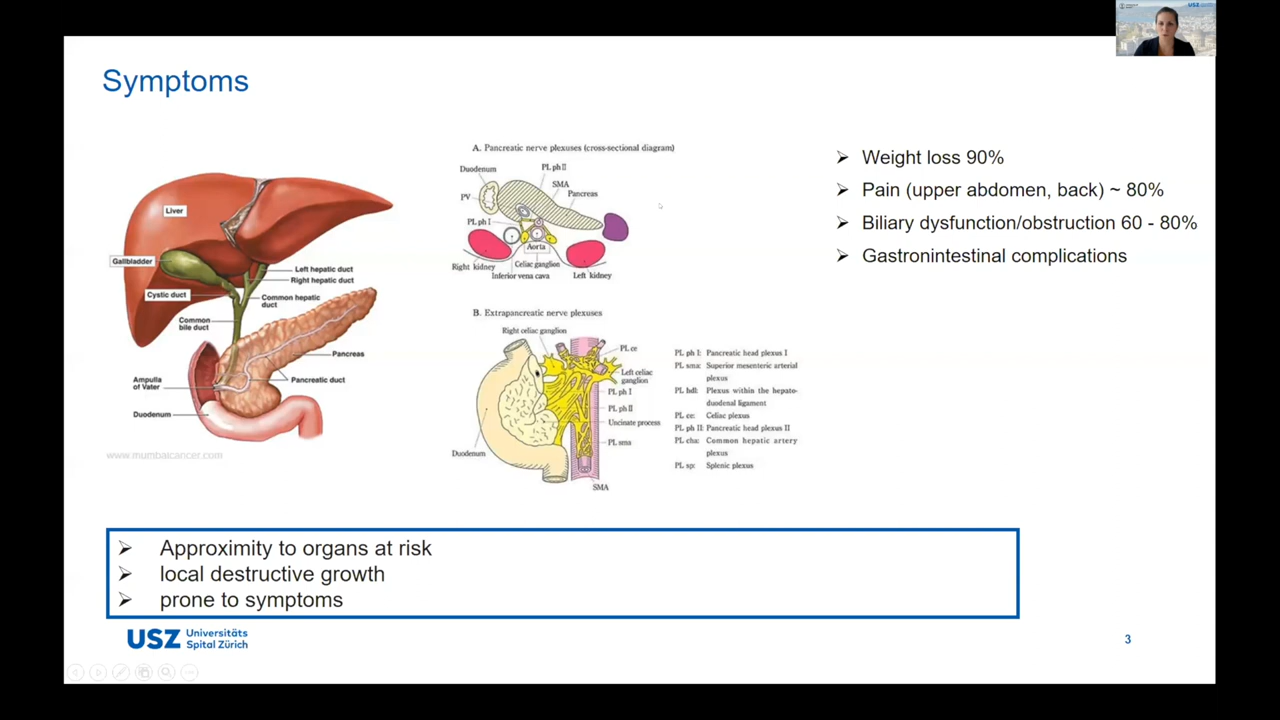 USZ
Symptoms
Liver
Gallbladder
Cystic duct
Common
bile duct
Ampulla
of Vater
Duodenum
Left hepatic duct
Right hepatic duct
Common hepatic
duct
Pancreas
Pancreatic duct
www.mumbaicancer.com
A. Pancreatic nerve plexuses (cross-sectional diagram)
Duodenum
PL ph II
SMA
Pancreas
PV
PL ph I
Aorta
Right kidney
Celiac ganglion
Inferior vena cava
Left kidney
B. Extrapancreatic nerve plexuses
Right celiac ganglion
PL ce
Left celiac
ganglion
PL ph I
PL ph II
Uncinate process
PL sma
Duodenum
SMA
PL ph I: Pancreatic head plexus I
PL sma: Superior mesenteric arterial
plexus
PL hdl: Plexus within the hepato-
duodenal ligament
PL ce: Celiac plexus
PL ph II: Pancreatic head plexus II
PL cha: Common hepatic artery
plexus
PL sp: Splenic plexus
Weight loss 90%
Pain (upper abdomen, back) ~ 80%
Biliary dysfunction/obstruction 60 - 80%
Gastronintestinal complications
Approximity to organs at risk
local destructive growth
prone to symptoms
USZ Universitäts
Spital Zürich
3